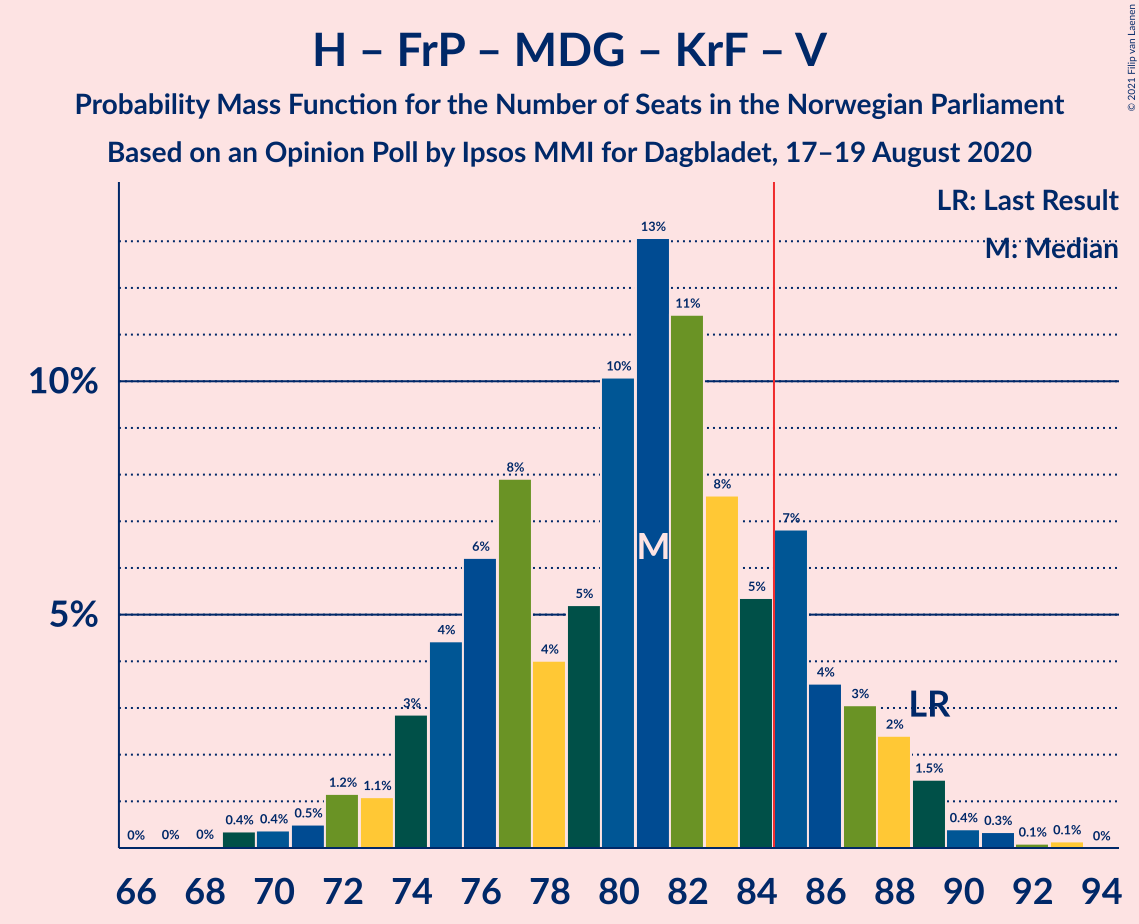 H – FrP – MDG – KrF – V
Probability Mass Function for the Number of Seats in the Norwegian Parliament
Based on an Opinion Poll by Ipsos MMI for Dagbladet, 17–19 August 2020
© 2021 Filip van Laenen
LR: Last Result
M: Median
10%
5%
0% 0% 0% 0.4% 0.4% 0.5% 1.2% 1.1% 3% 4% 6% 8% 4% 5% 10% 13% 11% 8% 5% 7% 4% 3% 2% 1.5% 0.4% 0.3% 0.1% 0.1% 0%
M
LR
66 68 70 72 74 76 78 80 82 84 86 88 90 92 94